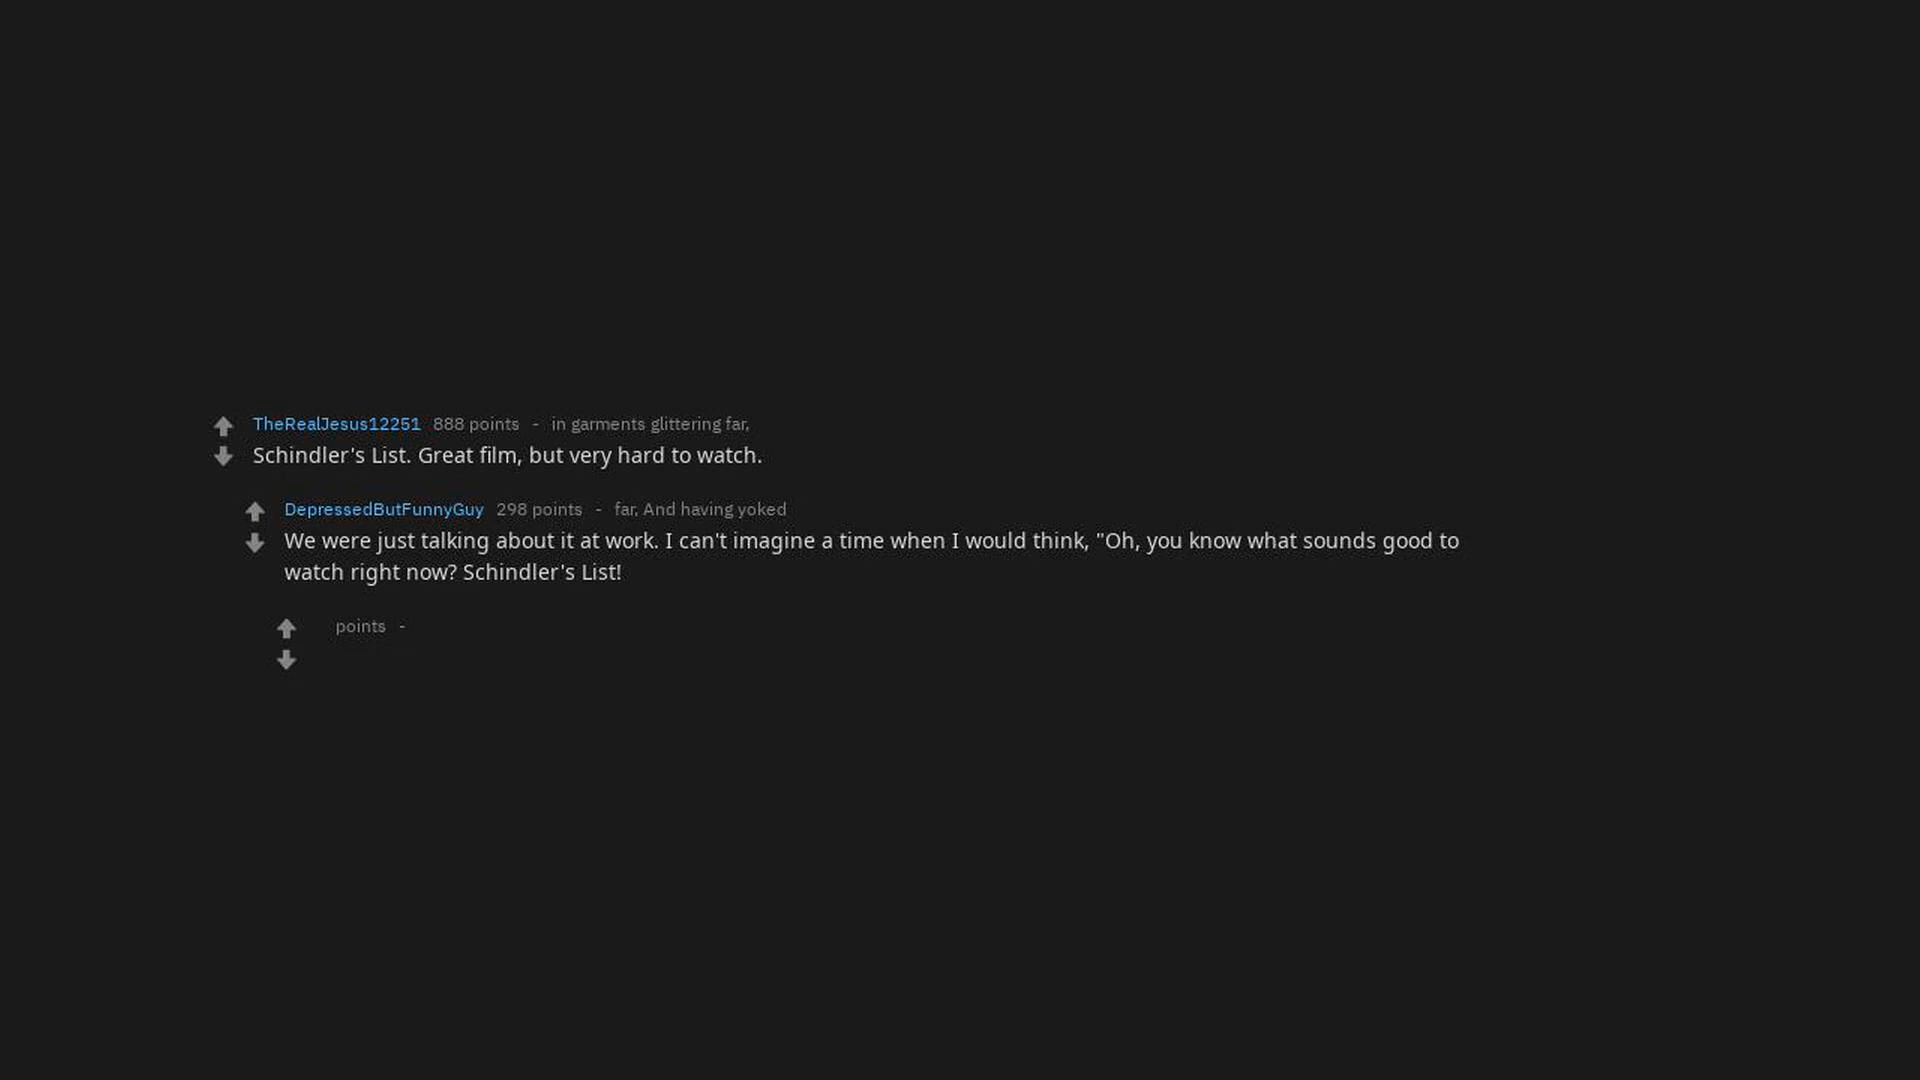 TheRealJesus12251 888 points - in garments glittering far,
Schindler's List. Great film, but very hard to watch.
DepressedButFunnyGuy 298 points - far, And having yoked
We were just talking about it at work. I can't imagine a time when I would think, "Oh, you know what sounds good to
watch right now? Schindler's List!
points -